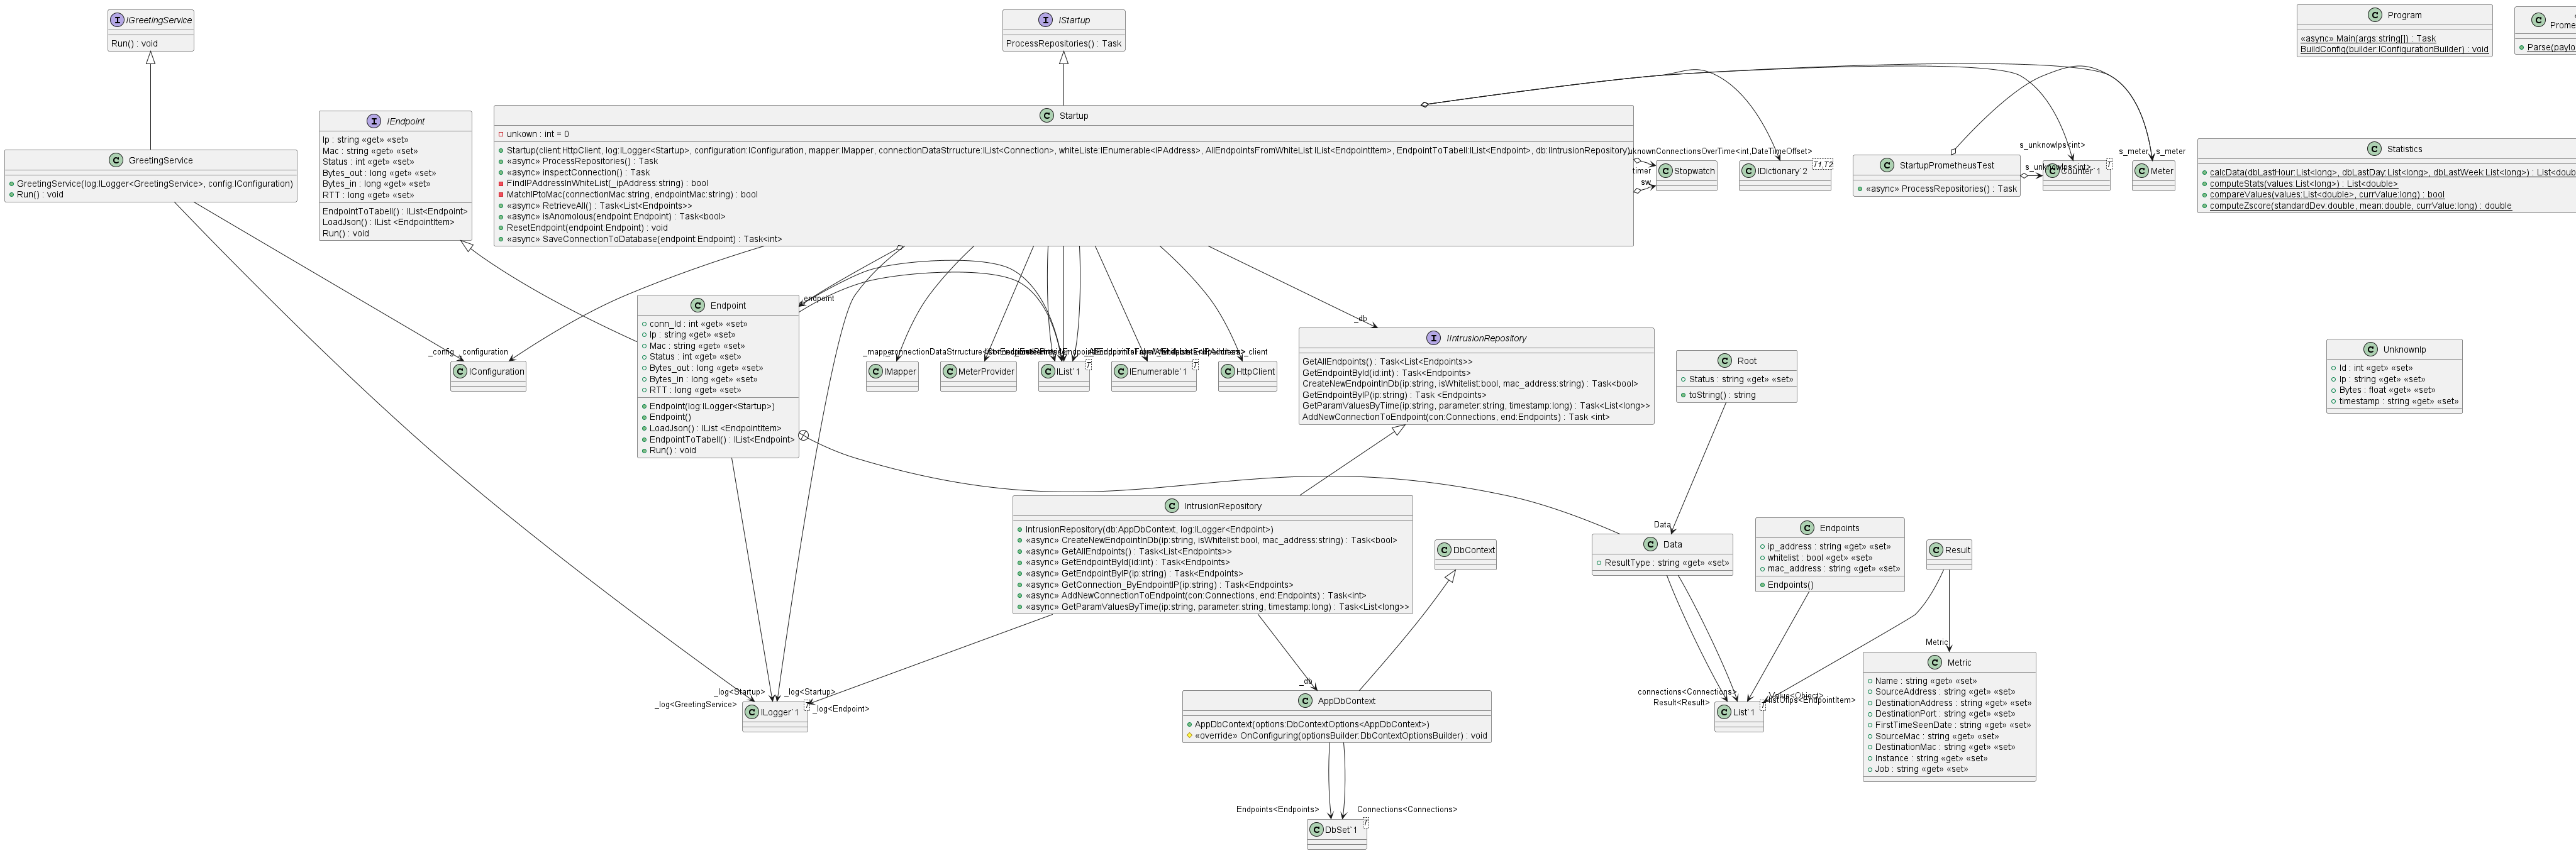 IGreetingService
Run() : void
IStartup
ProcessRepositories() : Task
Program
«async» Main(args:string[]) : Task
BuildConfig(builder:IConfigurationBuilder) : void
Parse(paylo
GreetingService
GreetingService(log:ILogger<GreetingService>, config:IConfiguration)
Run() : void
IEndpoint
Ip : string «get» «set»
Mac : string «get» «set»
Status : int «get» «set»
Bytes_out : long «get» «set»
Bytes_in : long «get» «set»
RTT : long «get» «set»
EndpointToTabell() : IList<Endpoint>
LoadJson() : IList <EndpointItem>
Run() : void
Startup
unkown : int = 0
Startup(client:HttpClient, log:ILogger<Startup>, configuration:IConfiguration, mapper:IMapper, connectionDataStrructure:IList<Connection>, whiteListe:IEnumerable<IPAddress>, AllEndpointsFromWhiteList:IList<EndpointItem>, EndpointToTabell:IList<Endpoint>, db:IIntrusionRepository)
«async» ProcessRepositories() : Task
«async» inspectConnection() : Task
FindIPAddressInWhiteList(_ipAddress:string) : bool
MatchIPtoMac(connectionMac:string, endpointMac:string) : bool
«async» RetrieveAll() : Task<List<Endpoints>>
«async» isAnomolous(endpoint:Endpoint) : Task<bool>
ResetEndpoint(endpoint:Endpoint) : void
«async» SaveConnectionToDatabase(endpoint:Endpoint) : Task<int>
timer
sw
Stopwatch
IDictionary`2
T1,T2
StartupPrometheusTest
«async» ProcessRepositories() : Task
s_unknowIps<int>
s_unknowIps<int>
Counter`1
T
s_meter
s_meter
Meter
Statistics
calcData(dbLastHour:List<long>, dbLastDay:List<long>, dbLastWeek:List<long>) : List<doub
computeStats(values:List<long>) : List<double>
compareValues(values:List<double>, currValue:long) : bool
computeZscore(standardDev:double, mean:double, currValue:long) : double
Endpoint
conn_Id : int «get» «set»
Ip : string «get» «set»
Mac : string «get» «set»
Status : int «get» «set»
Bytes_out : long «get» «set»
Bytes_in : long «get» «set»
RTT : long «get» «set»
Endpoint(log:ILogger<Startup>)
Endpoint()
LoadJson() : IList <EndpointItem>
EndpointToTabell() : IList<Endpoint>
Run() : void
endpoint
_config
_configuration
IConfiguration
_mapper
IMapper
MeterProvider
IList`1
T
IEnumerable`1
T
_client
HttpClient
_db
IIntrusionRepository
GetAllEndpoints() : Task<List<Endpoints>>
GetEndpointById(id:int) : Task<Endpoints>
CreateNewEndpointInDb(ip:string, isWhitelist:bool, mac_address:string) : Task<bool>
GetEndpointByIP(ip:string) : Task <Endpoints>
GetParamValuesByTime(ip:string, parameter:string, timestamp:long) : Task<List<long>>
AddNewConnectionToEndpoint(con:Connections, end:Endpoints) : Task <int>
Root
Status : string «get» «set»
toString() : string
UnknownIp
Id : int «get» «set»
Ip : string «get» «set»
Bytes : float «get» «set»
timestamp : string «get» «set»
IntrusionRepository
IntrusionRepository(db:AppDbContext, log:ILogger<Endpoint>)
«async» CreateNewEndpointInDb(ip:string, isWhitelist:bool, mac_address:string) : Task<bool>
«async» GetAllEndpoints() : Task<List<Endpoints>>
«async» GetEndpointById(id:int) : Task<Endpoints>
«async» GetEndpointByIP(ip:string) : Task<Endpoints>
«async» GetConnection_ByEndpointIP(ip:string) : Task<Endpoints>
«async» AddNewConnectionToEndpoint(con:Connections, end:Endpoints) : Task<int>
«async» GetParamValuesByTime(ip:string, parameter:string, timestamp:long) : Task<List<long>>
DbContext
Data
Data
ResultType : string «get» «set»
Endpoints
ip_address : string «get» «set»
whitelist : bool «get» «set»
mac_address : string «get» «set»
Endpoints()
Result
_log<Startup>
_log<Startup>
_log<GreetingService>
_log<Endpoint>
ILogger`1
_db
AppDbContext
AppDbContext(options:DbContextOptions<AppDbContext>)
«override» OnConfiguring(optionsBuilder:DbContextOptionsBuilder) : void
Endpoints<Endpoints>
Connections<Connections>
DbSet`1
T
connections<Connections>
Result<Result>
List`1
Metric
Metric
Name : string «get» «set»
SourceAddress : string «get» «set»
DestinationAddress : string «get» «set»
DestinationPort : string «get» «set»
FirstTimeSeenDate : string «get» «set»
SourceMac : string «get» «set»
DestinationMac : string «get» «set»
Instance : string «get» «set»
Job : string «get» «set»